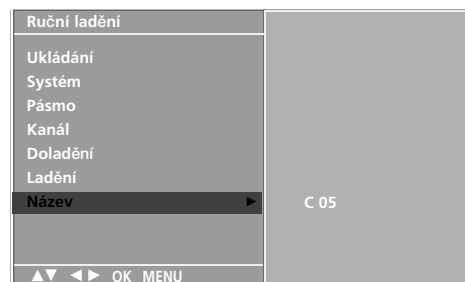 Ruční ladění
Ukládání
Systém
Pásmo
Kanál
Doladění
Ladění
Název ► C 05
▲▼ ◄► OK MENU